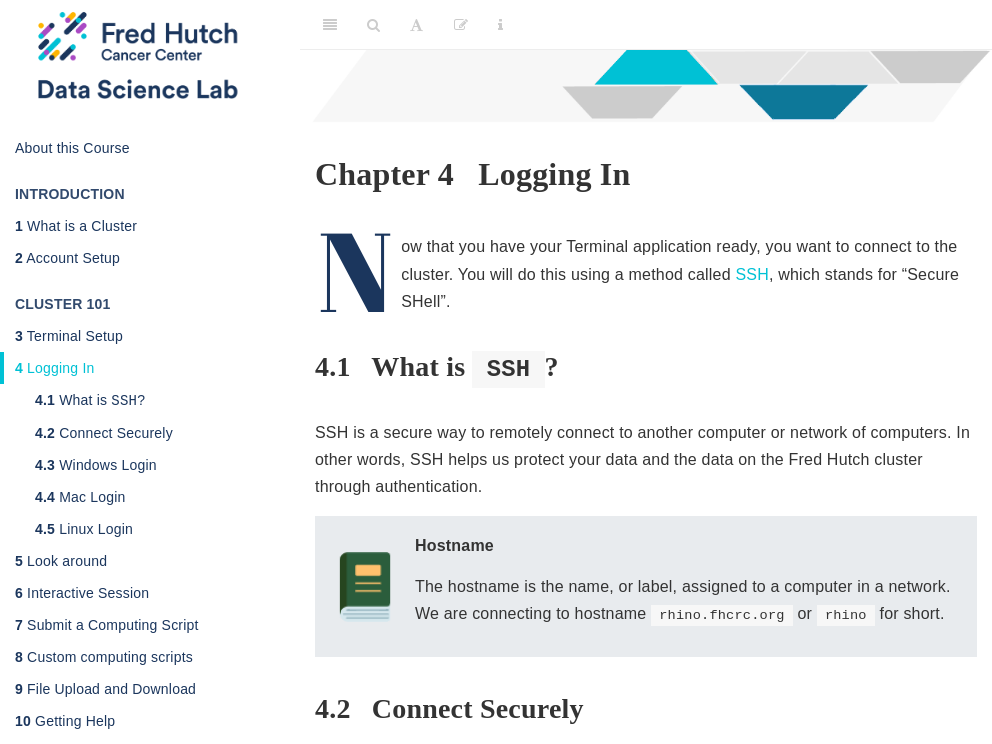 Fred Hutch
Cancer Center
Data Science Lab
About this Course
INTRODUCTION
1 What is a Cluster
2 Account Setup
CLUSTER 101
3 Terminal Setup
4 Logging In
4.1 What is SSH?
4.2 Connect Securely
4.3 Windows Login
4.4 Mac Login
4.5 Linux Login
5 Look around
6 Interactive Session
7 Submit a Computing Script
8 Custom computing scripts
9 File Upload and Download
10 Getting Help
A
Chapter 4 Logging In
Now that you have your Terminal application ready, you want to connect to the
cluster. You will do this using a method called SSH, which stands for “Secure
SHell”.
4.1 What is SSH?
SSH is a secure way to remotely connect to another computer or network of computers. In
other words, SSH helps us protect your data and the data on the Fred Hutch cluster
through authentication.
Hostname
The hostname is the name, or label, assigned to a computer in a network.
We are connecting to hostname rhino.fhcrc.org or rhino for short.
4.2 Connect Securely